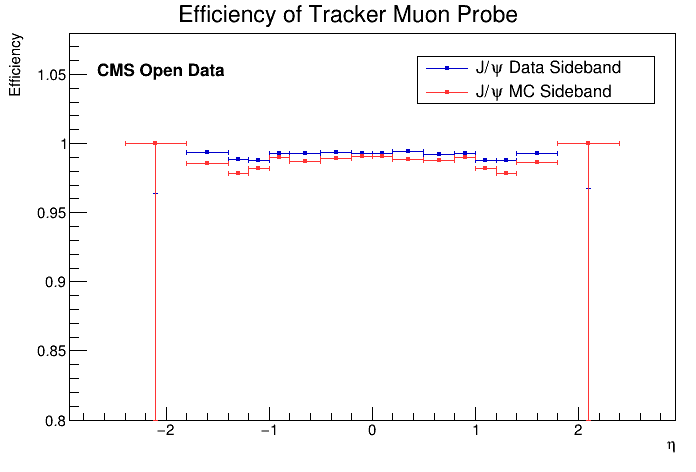 Efficiency of Tracker Muon Probe
Efficiency
CMS Open Data
J/ψ Data Sideband
J/ψ MC Sideband
1.05
1
0.95
0.9
0.85
0.8
−2 −1 0 1 2
η